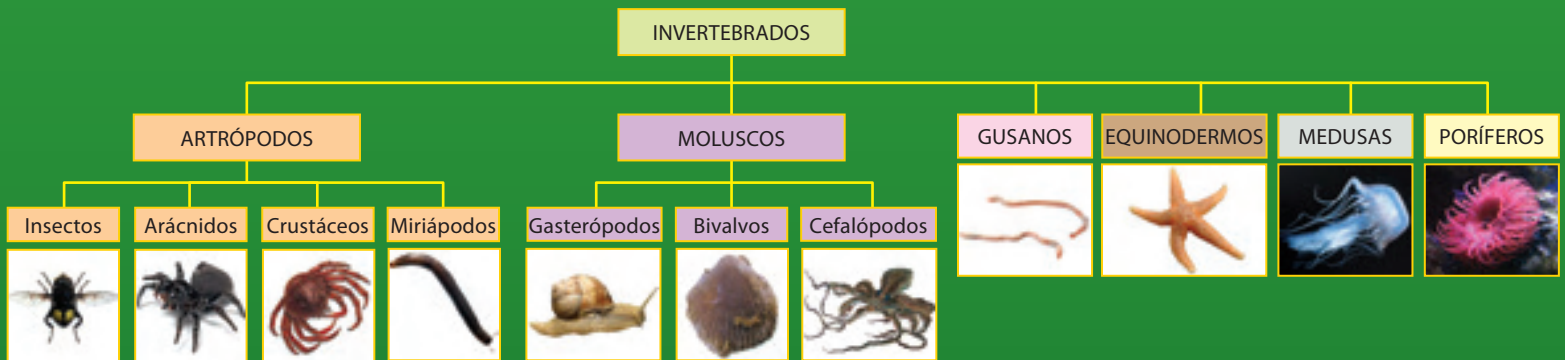 INVERTEBRADOS
ARTRÓPODOS
MOLUSCOS
GUSANOS
EQUINODERMOS
MEDUSAS
PORÍFEROS
Insectos
Arácnidos
Crustáceos
Miriápodos
Gasterópodos
Bivalvos
Cefalópodos